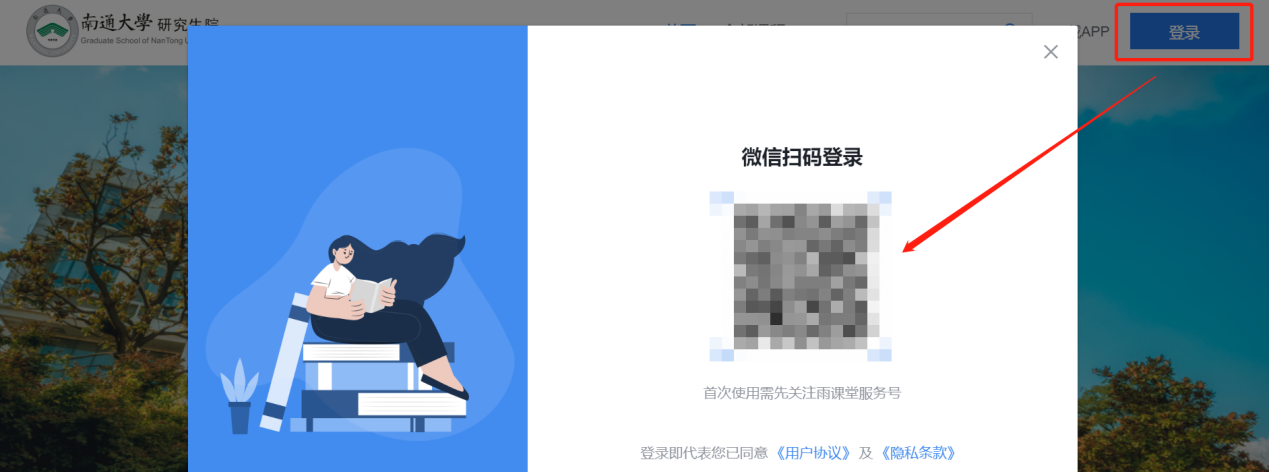 南通大學 研究生院
Graduate School of NanTong U
APP
登录
微信扫码登录
首次使用需先关注雨课堂服务号
登录即代表您已同意《用户协议》及《隐私条款》